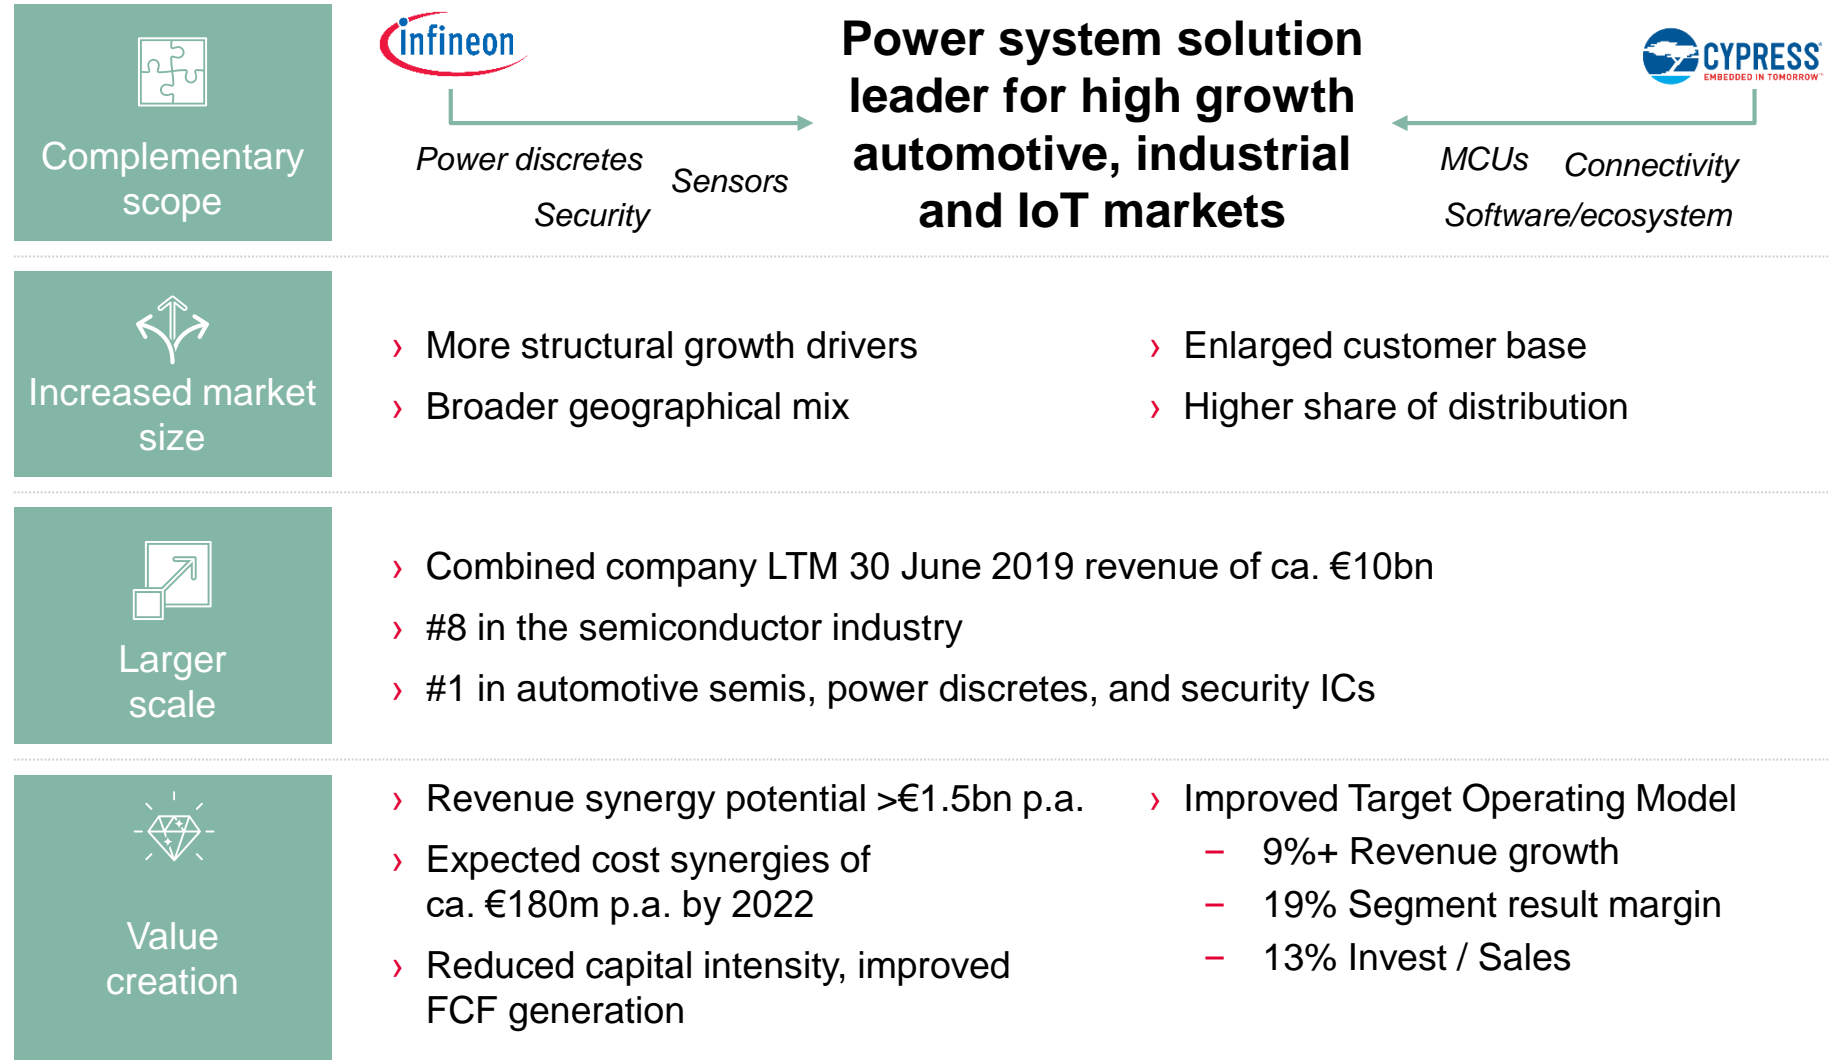 Complementary
scope
infineon
Power discretes
Sensors
Security
Power system solution
leader for high growth
automotive, industrial
and IoT markets
CYPRESS
EMBEDDED IN TOMORROW™
MCUs
Connectivity
Software/ecosystem
Increased market
size
› More structural growth drivers
› Broader geographical mix
› Enlarged customer base
› Higher share of distribution
Larger
scale
› Combined company LTM 30 June 2019 revenue of ca. €10bn
› #8 in the semiconductor industry
› #1 in automotive semis, power discretes, and security ICs
Value
creation
› Revenue synergy potential >€1.5bn p.a.
› Expected cost synergies of
ca. €180m p.a. by 2022
› Reduced capital intensity, improved
FCF generation
› Improved Target Operating Model
– 9%+ Revenue growth
– 19% Segment result margin
– 13% Invest / Sales